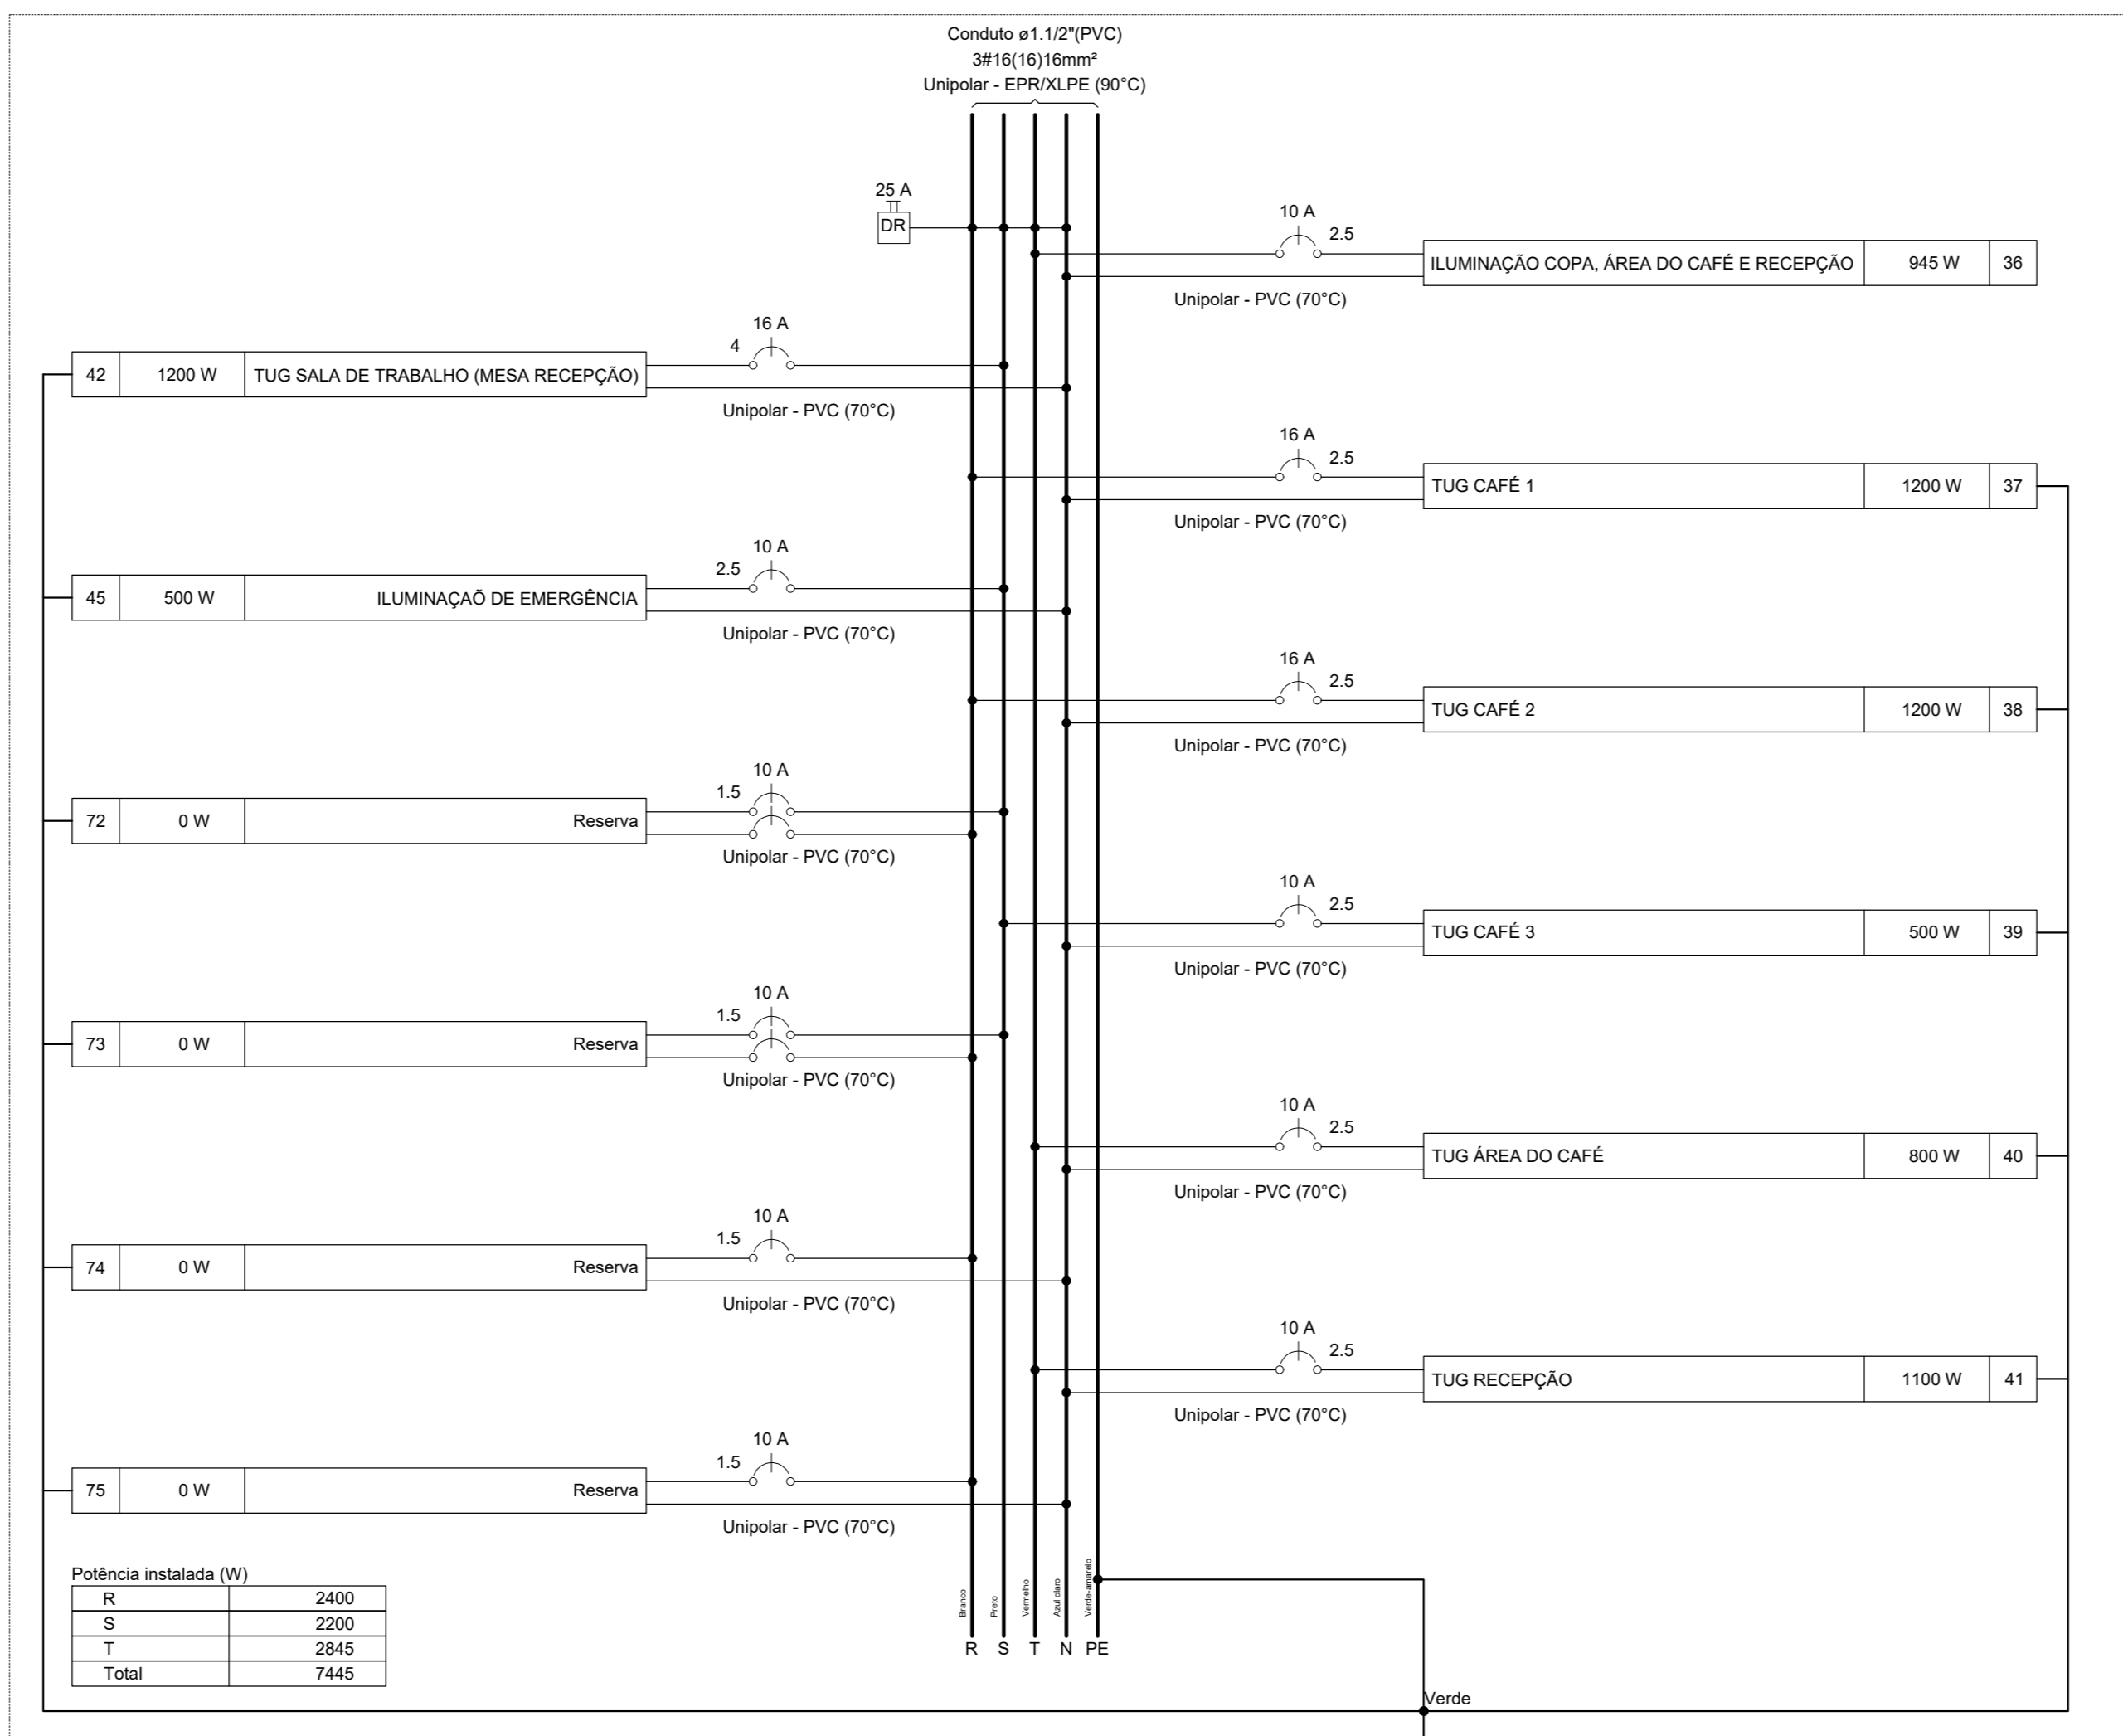 Conduto ø1.1/2"(PVC)
3#16(16)16mm²
Unipolar - EPR/XLPE (90°C)
25 A
DR
10 A
2.5
ILUMINAÇÃO COPA, ÁREA DO CAFÉ E RECEPÇÃO 945 W 36
Unipolar - PVC (70°C)
16 A
4
42 1200 W TUG SALA DE TRABALHO (MESA RECEPÇÃO)
Unipolar - PVC (70°C)
16 A
2.5
TUG CAFÉ 1 1200 W 37
Unipolar - PVC (70°C)
10 A
2.5
45 500 W ILUMINAÇAÕ DE EMERGÊNCIA
Unipolar - PVC (70°C)
16 A
2.5
TUG CAFÉ 2 1200 W 38
Unipolar - PVC (70°C)
10 A
1.5
72 0 W Reserva
Unipolar - PVC (70°C)
10 A
2.5
TUG CAFÉ 3 500 W 39
Unipolar - PVC (70°C)
10 A
1.5
73 0 W Reserva
Unipolar - PVC (70°C)
10 A
2.5
TUG ÁREA DO CAFÉ 800 W 40
Unipolar - PVC (70°C)
10 A
1.5
74 0 W Reserva
Unipolar - PVC (70°C)
10 A
2.5
TUG RECEPÇÃO 1100 W 41
Unipolar - PVC (70°C)
10 A
1.5
75 0 W Reserva
Unipolar - PVC (70°C)
Potência instalada (W)
R 2400
S 2200
T 2845
Total 7445
Branco
Preto
Vermelho
Azul claro
Verde-amarelo
R S T N PE
Verde